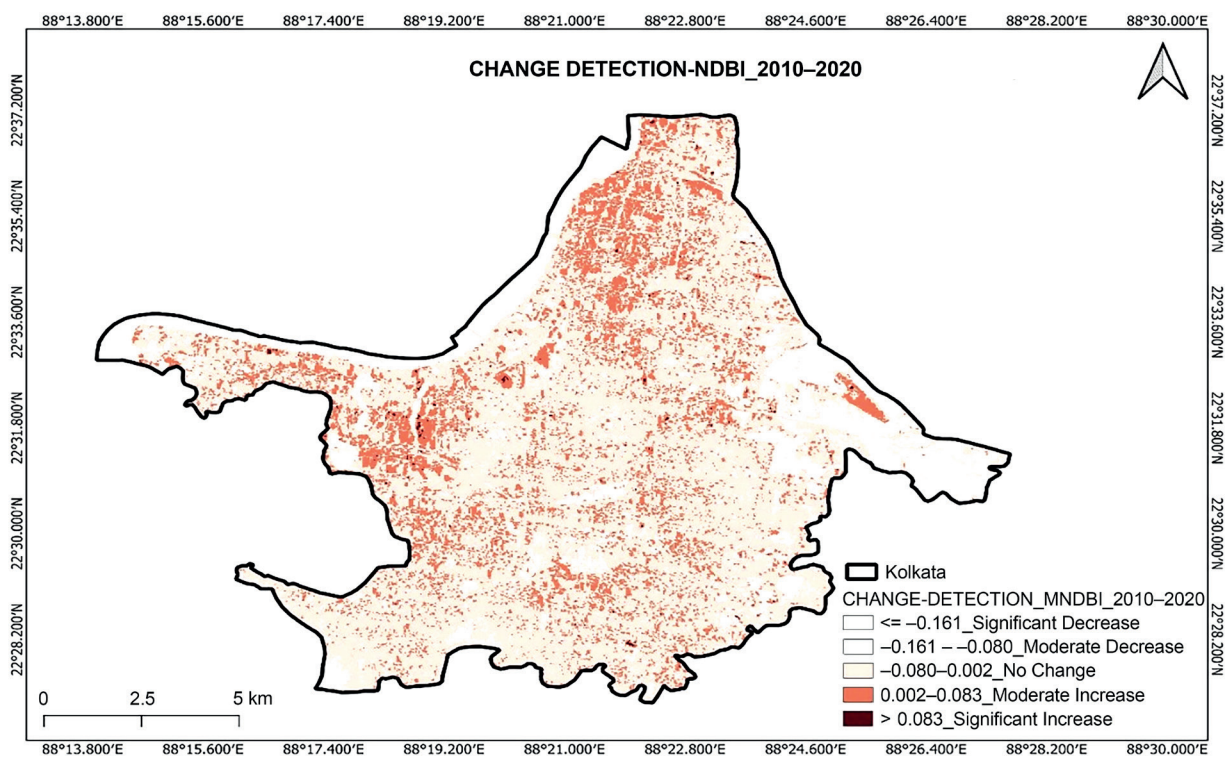 88°13.800′E 88°15.600′E 88°17.400′E 88°19.200′E 88°21.000′E 88°22.800′E 88°24.600′E 88°26.400′E 88°28.200′E 88°30.000′E
CHANGE DETECTION-NDBI_2010–2020
22°37.200′N
22°35.400′N
22°33.600′N
22°31.800′N
22°30.000′N
22°28.200′N
22°37.200′N
22°35.400′N
22°33.600′N
22°31.800′N
22°30.000′N
22°28.200′N
Kolkata
CHANGE-DETECTION_MNDBI_2010–2020
<= –0.161_Significant Decrease
–0.161 – –0.080_Moderate Decrease
–0.080–0.002_No Change
0.002–0.083_Moderate Increase
> 0.083_Significant Increase
0 2.5 5 km
88°13.800′E 88°15.600′E 88°17.400′E 88°19.200′E 88°21.000′E 88°22.800′E 88°24.600′E 88°26.400′E 88°28.200′E 88°30.000′E